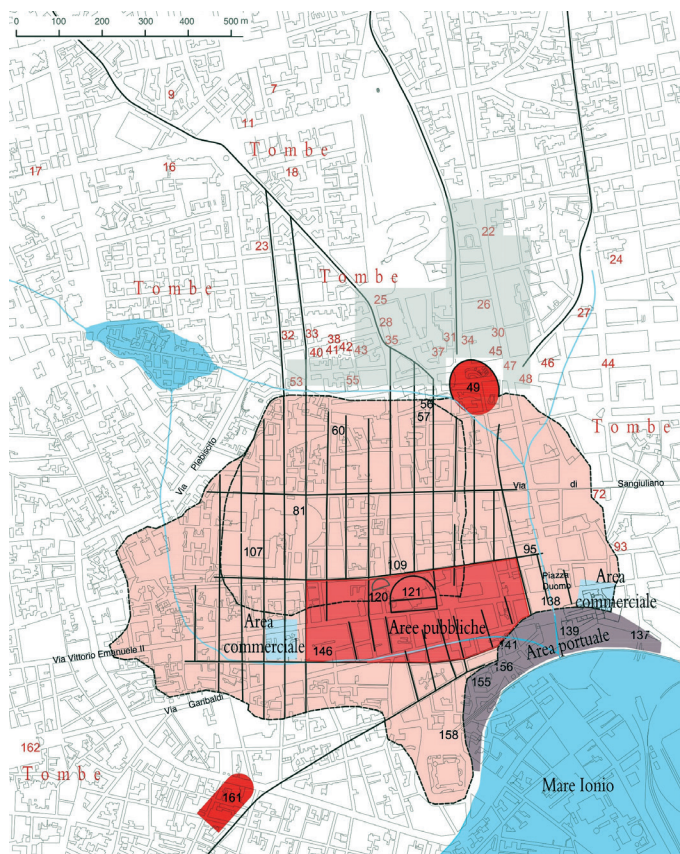 0 100 200 300 400 500 m
9
7
11
Tombe
17
16
18
23
22
24
Tombe
Tombe
25
26
27
28
32
33
38
35
31
34
30
40
41
42
43
37
45
47
46
44
53
55
48
49
56
57
60
Tombe
Via Plebiscito
Via di Sangiuliano
72
81
107
95
93
109
Piazza
Duomo
Area
commerciale
120
121
138
Area
commerciale
Aree pubbliche
139
137
141
Area portuale
Via Vittorio Emanuele II
146
156
155
Via Garibaldi
158
162
Tombe
161
Mare Ionio